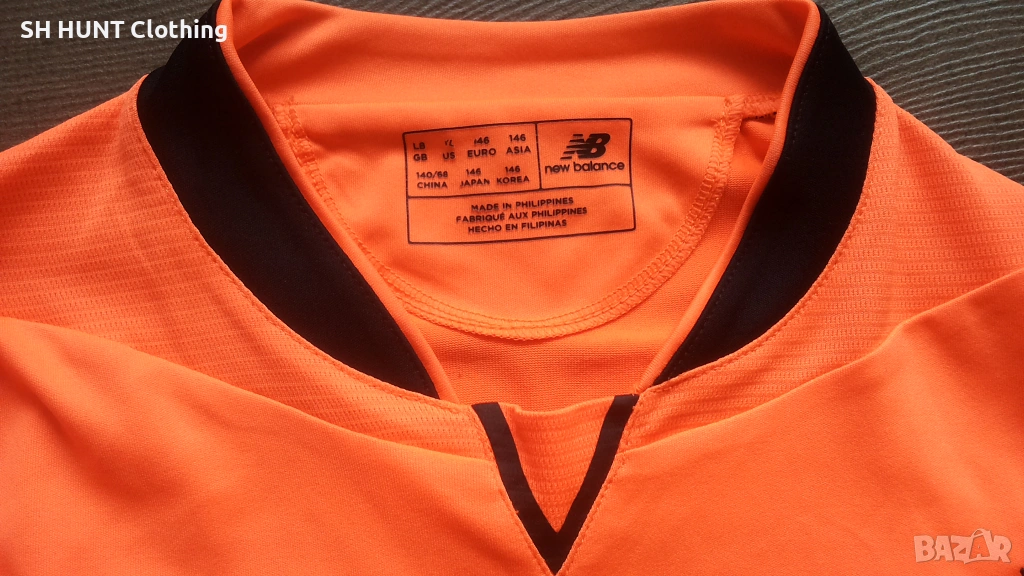 SH HUNT Clothing
LB 146 146
GB US EURO ASIA
140/68 146 146
CHINA JAPAN KOREA
NB
new balance
MADE IN PHILIPPINES
FABRIQUÉ AUX PHILIPPINES
HECHO EN FILIPINAS
BAZAR